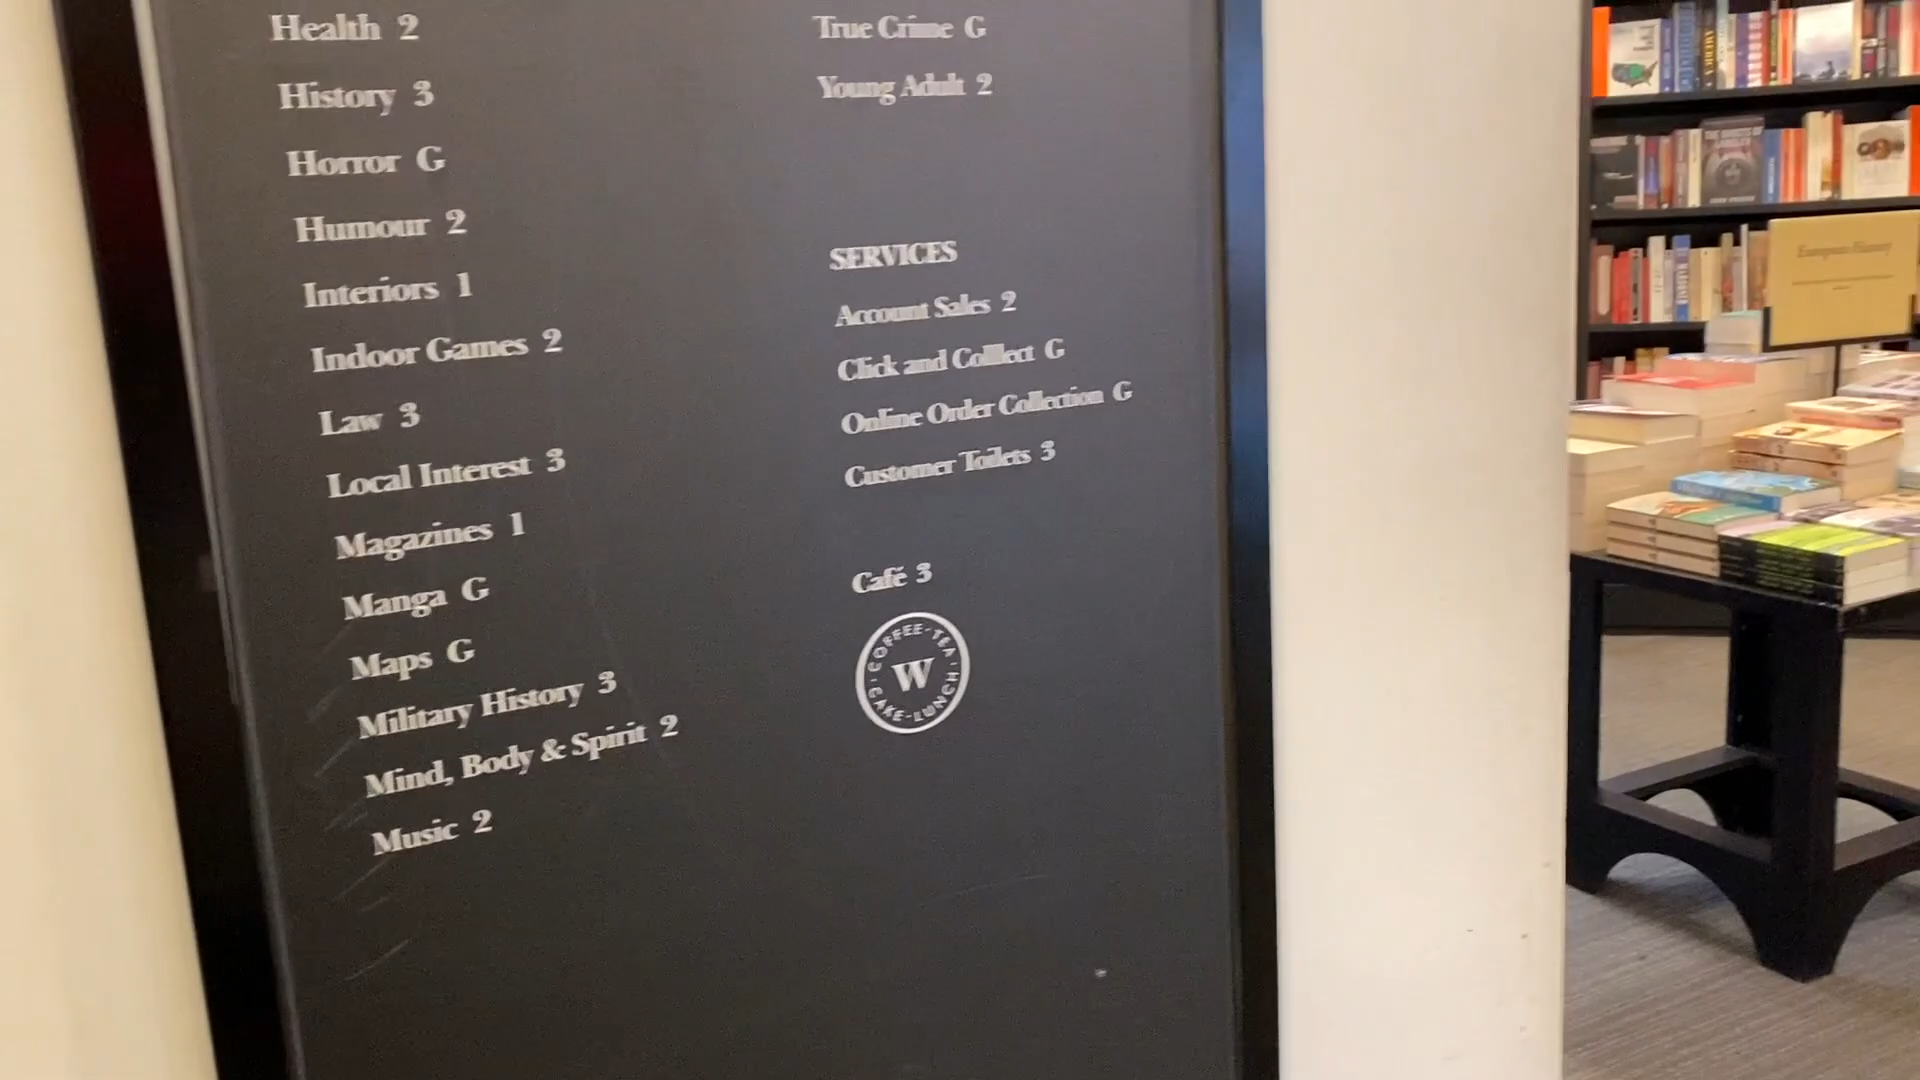 Health 2
History 3
Horror G
Humour 2
Interiors 1
Indoor Games 2
Law 3
Local Interest 3
Magazines 1
Manga G
Maps G
Military History 3
Mind, Body & Spirit 2
Music 2
True Crime G
Young Adult 2
SERVICES
Account Sales 2
Click and Collect G
Online Order Collection G
Customer Toilets 3
Café 3
COFFEE · TEA · LUNCH · CAKE ·
W
European History